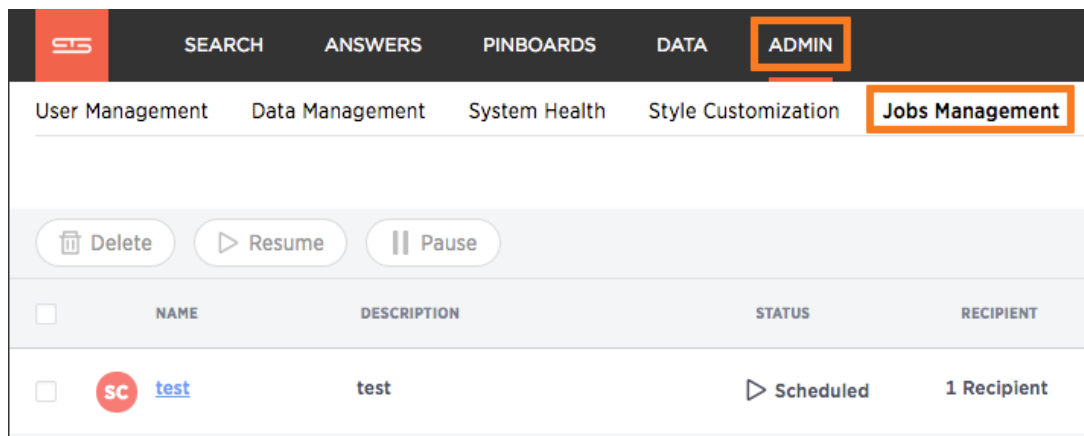 SEARCH ANSWERS PINBOARDS DATA ADMIN
User Management Data Management System Health Style Customization Jobs Management
Delete Resume Pause
NAME DESCRIPTION STATUS RECIPIENT
SC test test Scheduled 1 Recipient